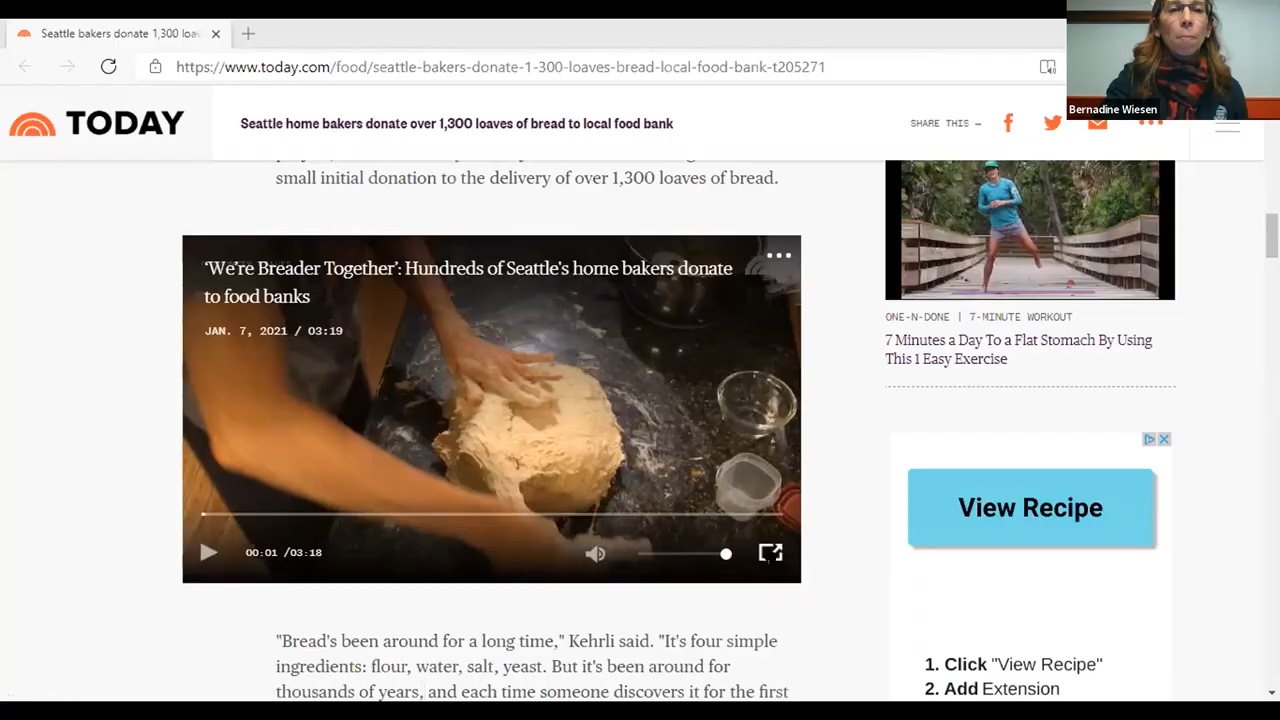 Seattle bakers donate 1,300 loa
https://www.today.com/food/seattle-bakers-donate-1-300-loaves-bread-local-food-bank-t205271
Bernadine Wiesen
TODAY
Seattle home bakers donate over 1,300 loaves of bread to local food bank
SHARE THIS –
small initial donation to the delivery of over 1,300 loaves of bread.
‘We're Breader Together’: Hundreds of Seattle's home bakers donate
to food banks
JAN. 7, 2021 / 03:19
00:01 /03:18
ONE-N-DONE | 7-MINUTE WORKOUT
7 Minutes a Day To a Flat Stomach By Using
This 1 Easy Exercise
View Recipe
1. Click "View Recipe"
2. Add Extension
"Bread's been around for a long time," Kehrli said. "It's four simple
ingredients: flour, water, salt, yeast. But it's been around for
thousands of years, and each time someone discovers it for the first